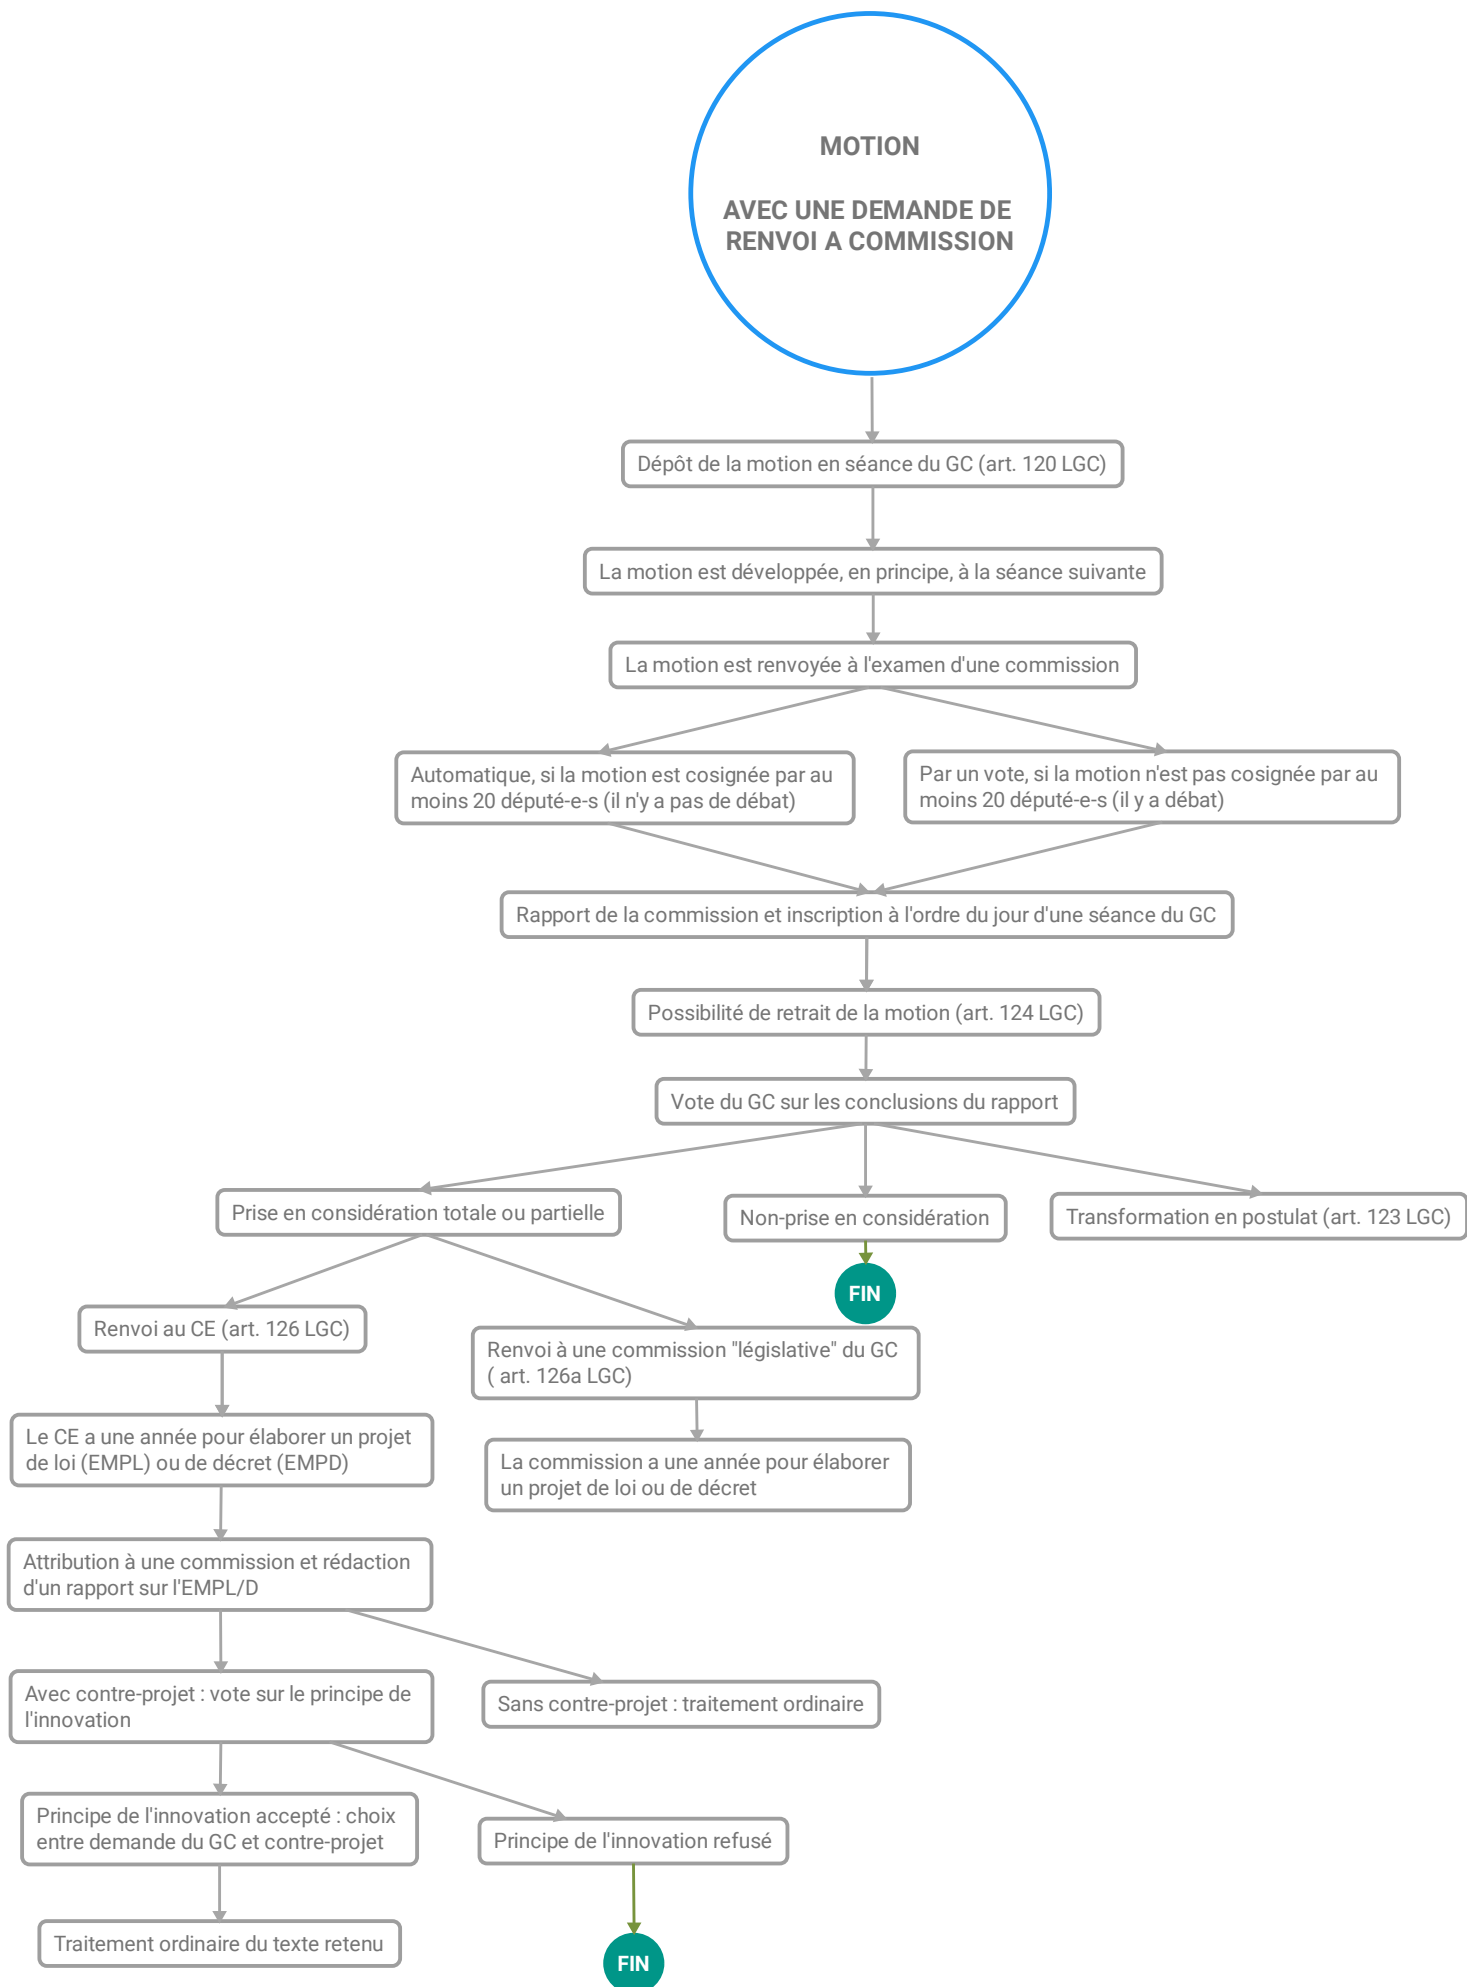 MOTION
AVEC UNE DEMANDE DE
RENVOI A COMMISSION
Dépôt de la motion en séance du GC (art. 120 LGC)
La motion est développée, en principe, à la séance suivante
La motion est renvoyée à l'examen d'une commission
Automatique, si la motion est cosignée par au
moins 20 député-e-s (il n'y a pas de débat)
Par un vote, si la motion n'est pas cosignée par au
moins 20 député-e-s (il y a débat)
Rapport de la commission et inscription à l'ordre du jour d'une séance du GC
Possibilité de retrait de la motion (art. 124 LGC)
Vote du GC sur les conclusions du rapport
Prise en considération totale ou partielle
Non-prise en considération
Transformation en postulat (art. 123 LGC)
FIN
Renvoi au CE (art. 126 LGC)
Renvoi à une commission "législative" du GC
( art. 126a LGC)
Le CE a une année pour élaborer un projet
de loi (EMPL) ou de décret (EMPD)
La commission a une année pour élaborer
un projet de loi ou de décret
Attribution à une commission et rédaction
d'un rapport sur l'EMPL/D
Avec contre-projet : vote sur le principe de
l'innovation
Sans contre-projet : traitement ordinaire
Principe de l'innovation accepté : choix
entre demande du GC et contre-projet
Principe de l'innovation refusé
Traitement ordinaire du texte retenu
FIN